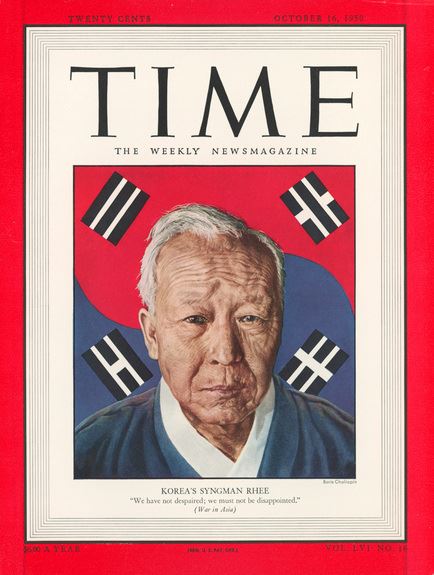 TWENTY CENTS OCTOBER 16, 1950
TIME
THE WEEKLY NEWSMAGAZINE
Boris Chaliapin
KOREA'S SYNGMAN RHEE
"We have not despaired; we must not be disappointed."
(War in Asia)
$6.00 A YEAR (REG. U. S. PAT. OFF.) VOL. LVI NO. 16